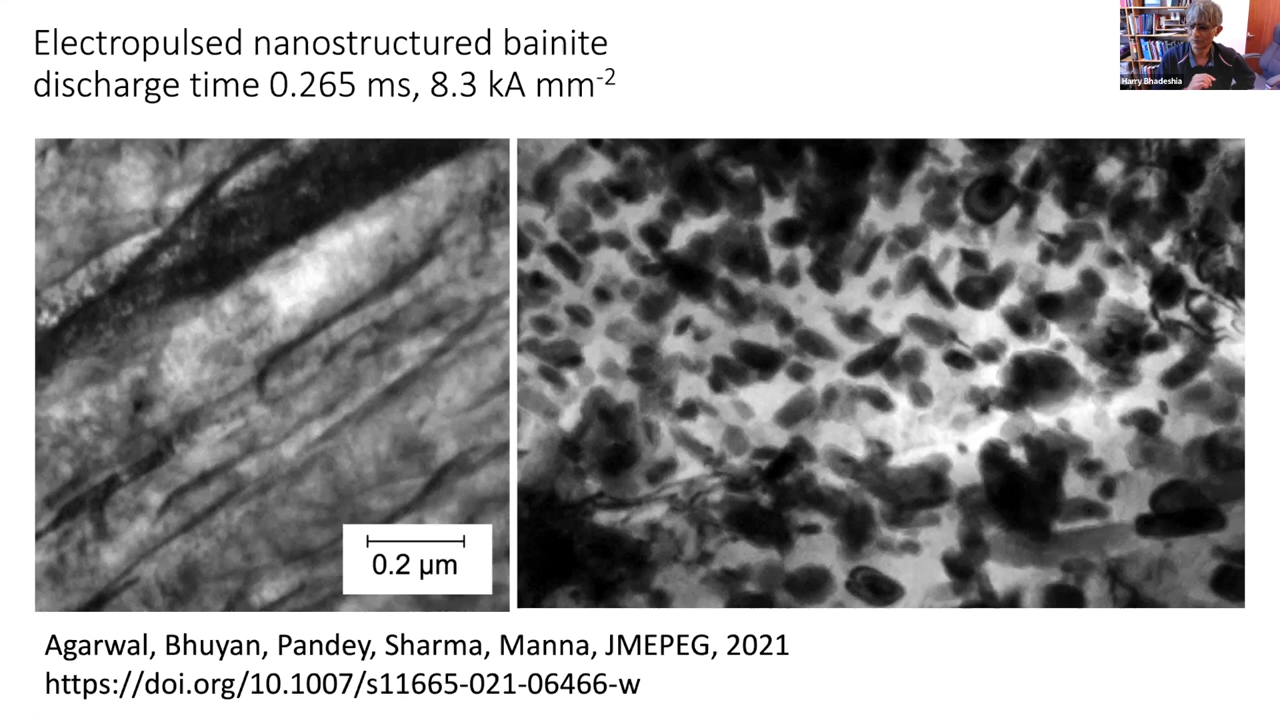 Electropulsed nanostructured bainite
discharge time 0.265 ms, 8.3 kA mm⁻²
Harry Bhadeshia
0.2 µm
Agarwal, Bhuyan, Pandey, Sharma, Manna, JMEPEG, 2021
https://doi.org/10.1007/s11665-021-06466-w